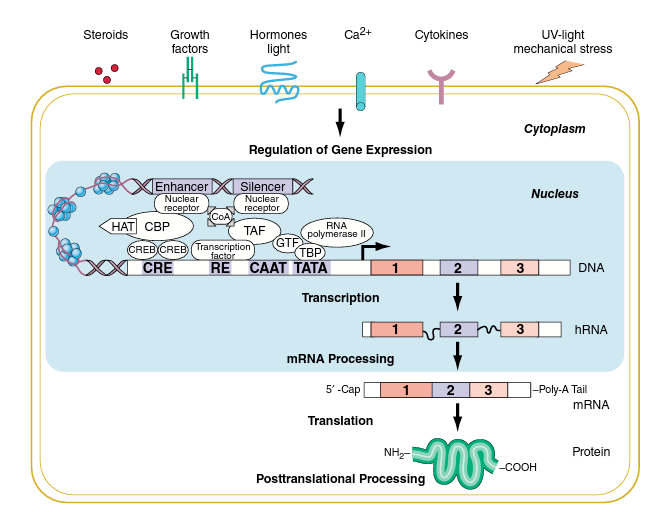 Steroids
Growth
factors
Hormones
light
Ca2+
Cytokines
UV-light
mechanical stress
Cytoplasm
Regulation of Gene Expression
Nucleus
Enhancer
Silencer
Nuclear
receptor
CoA
Nuclear
receptor
HAT
CBP
TAF
RNA
polymerase II
CREB
CREB
Transcription
factor
GTF
TBP
CRE
RE
CAAT
TATA
1
2
3
DNA
Transcription
1
2
3
hRNA
mRNA Processing
5′ -Cap
1
2
3
–Poly-A Tail
mRNA
Translation
NH2–
Protein
–COOH
Posttranslational Processing